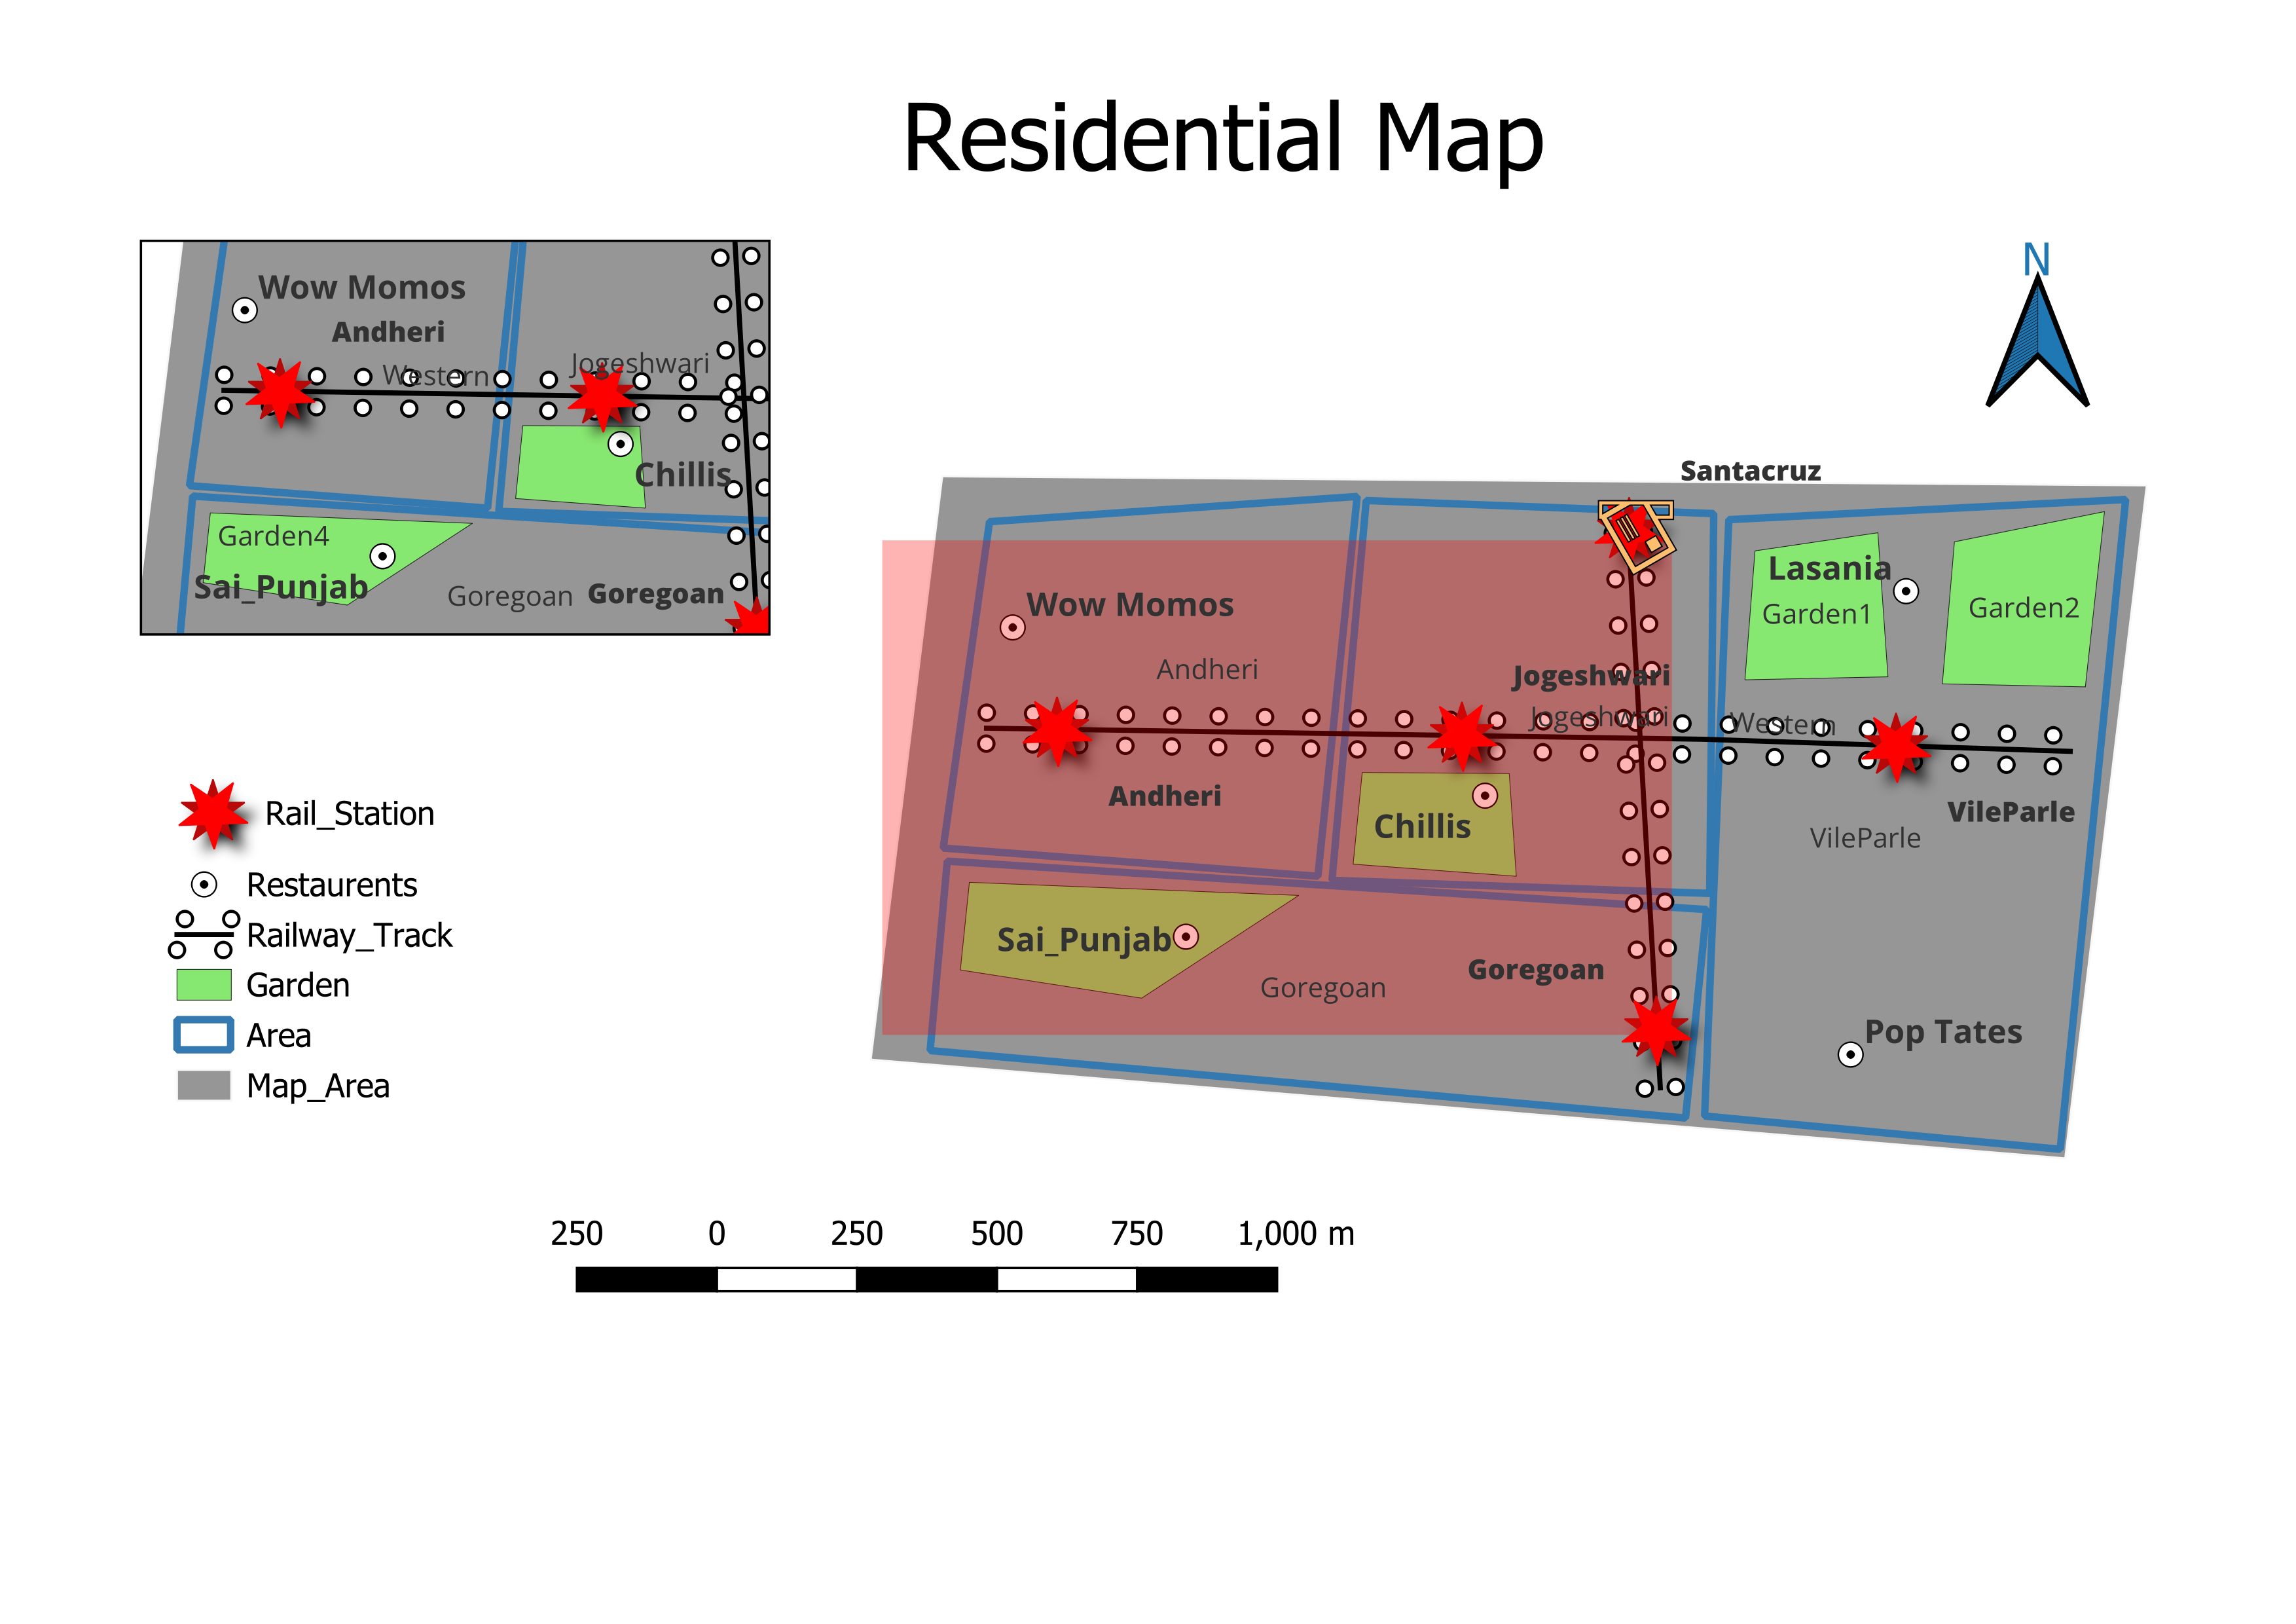 Residential Map
N
Wow Momos
Andheri
Western
Jogeshwari
Chillis
Garden4
Sai_Punjab
Goregoan
Goregoan
Santacruz
Lasania
Garden1
Garden2
Wow Momos
Andheri
Jogeshwari
Jogeshwari
Western
Andheri
Chillis
VileParle
VileParle
Sai_Punjab
Goregoan
Goregoan
Pop Tates
Rail_Station
Restaurents
Railway_Track
Garden
Area
Map_Area
250 0 250 500 750 1,000 m